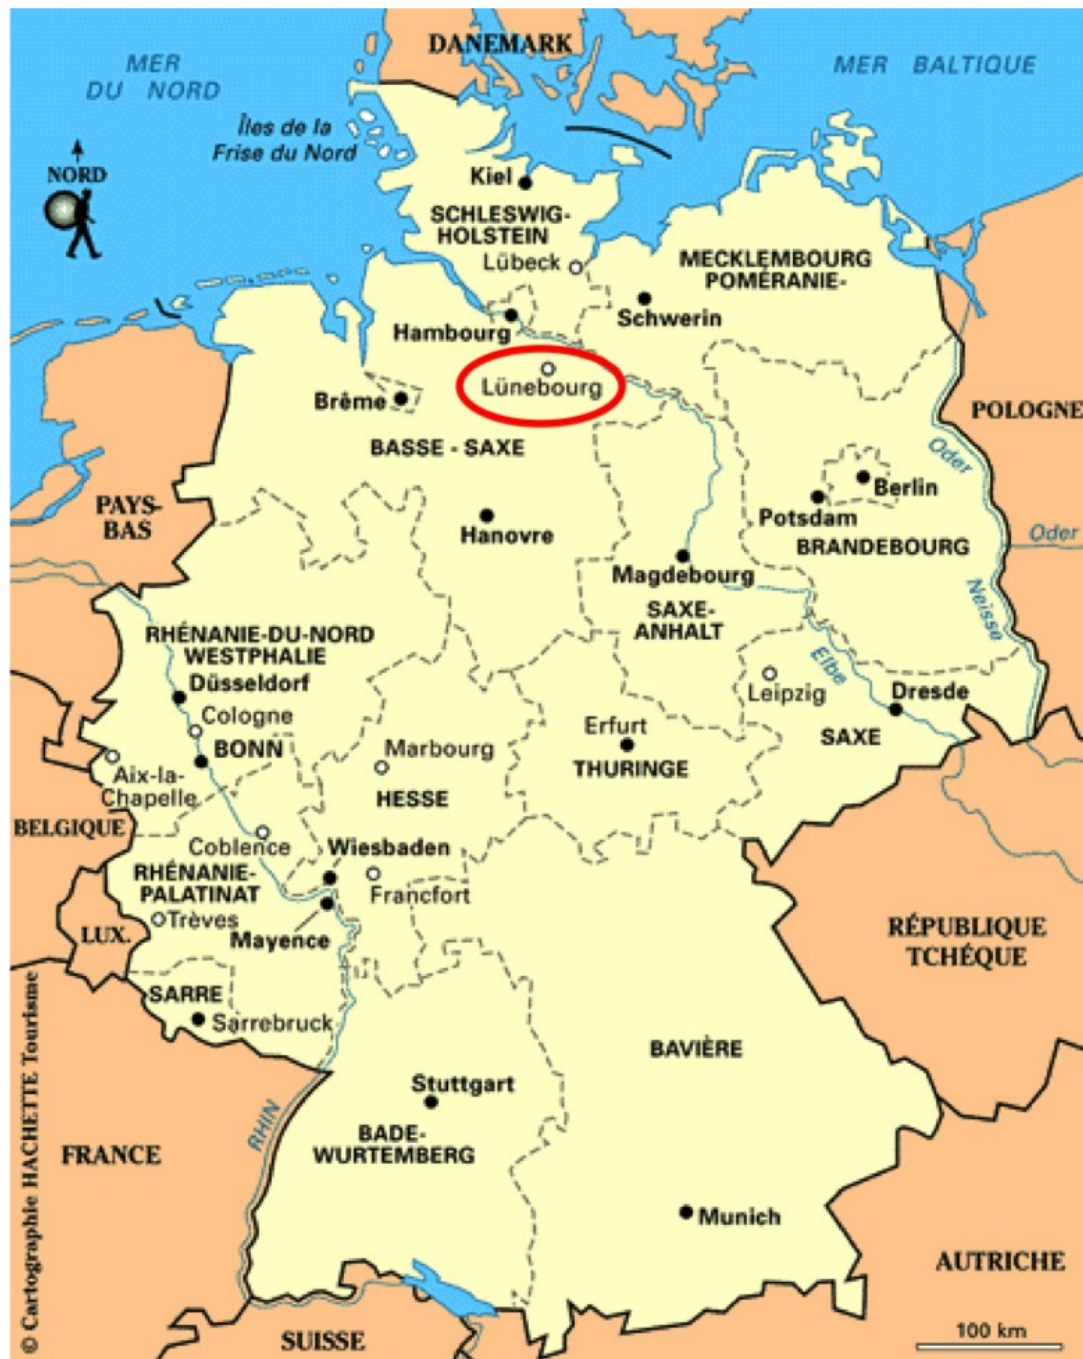 DANEMARK
MER
DU NORD
MER BALTIQUE
Îles de la
Frise du Nord
NORD
Kiel
SCHLESWIG-
HOLSTEIN
Lübeck
MECKLEMBOURG
POMÉRANIE-
Schwerin
Hambourg
Lünebourg
Brême
BASSE - SAXE
POLOGNE
Oder
Berlin
Potsdam
PAYS-
BAS
Hanovre
BRANDEBOURG
Oder
Magdebourg
Neisse
SAXE-
ANHALT
RHÉNANIE-DU-NORD
WESTPHALIE
Elbe
Düsseldorf
Leipzig
Dresde
Cologne
Erfurt
BONN
Marbourg
SAXE
Aix-la-
Chapelle
THURINGE
HESSE
BELGIQUE
Coblence
Wiesbaden
RHÉNANIE-
PALATINAT
Francfort
Trèves
LUX.
Mayence
RÉPUBLIQUE
TCHÈQUE
SARRE
Sarrebruck
BAVIÈRE
Stuttgart
RHIN
BADE-
WURTEMBERG
FRANCE
Munich
AUTRICHE
SUISSE
100 km
© Cartographie HACHETTE Tourisme